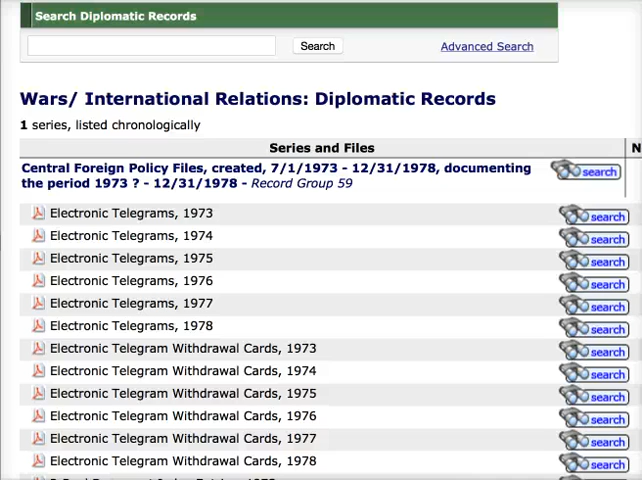 Search Diplomatic Records
Search
Advanced Search
Wars/ International Relations: Diplomatic Records
1 series, listed chronologically
Series and Files
N
Central Foreign Policy Files, created, 7/1/1973 - 12/31/1978, documenting
the period 1973 ? - 12/31/1978 - Record Group 59
search
Electronic Telegrams, 1973
search
Electronic Telegrams, 1974
search
Electronic Telegrams, 1975
search
Electronic Telegrams, 1976
search
Electronic Telegrams, 1977
search
Electronic Telegrams, 1978
search
Electronic Telegram Withdrawal Cards, 1973
search
Electronic Telegram Withdrawal Cards, 1974
search
Electronic Telegram Withdrawal Cards, 1975
search
Electronic Telegram Withdrawal Cards, 1976
search
Electronic Telegram Withdrawal Cards, 1977
search
Electronic Telegram Withdrawal Cards, 1978
search